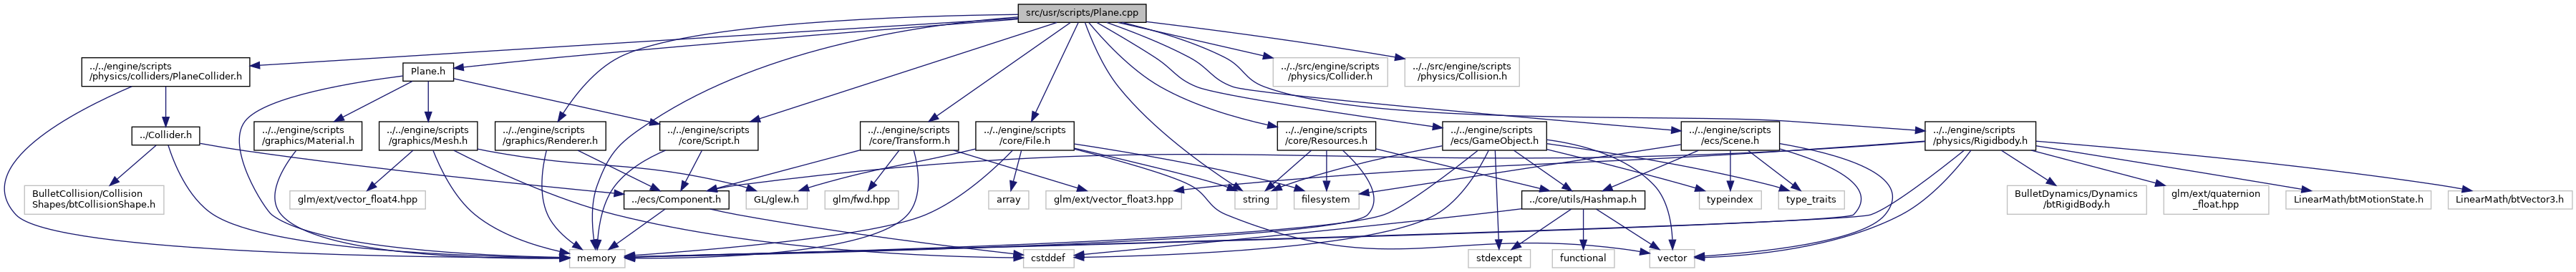 src/usr/scripts/Plane.cpp
../../engine/scripts
/physics/colliders/PlaneCollider.h
Plane.h
../../src/engine/scripts
/physics/Collider.h
../../src/engine/scripts
/physics/Collision.h
../Collider.h
../../engine/scripts
/graphics/Material.h
../../engine/scripts
/graphics/Mesh.h
../../engine/scripts
/graphics/Renderer.h
../../engine/scripts
/core/Script.h
../../engine/scripts
/core/Transform.h
../../engine/scripts
/core/File.h
../../engine/scripts
/core/Resources.h
../../engine/scripts
/ecs/GameObject.h
../../engine/scripts
/ecs/Scene.h
../../engine/scripts
/physics/Rigidbody.h
BulletCollision/Collision
Shapes/btCollisionShape.h
glm/ext/vector_float4.hpp
../ecs/Component.h
GL/glew.h
glm/fwd.hpp
array
glm/ext/vector_float3.hpp
string
filesystem
../core/utils/Hashmap.h
typeindex
type_traits
BulletDynamics/Dynamics
/btRigidBody.h
glm/ext/quaternion
_float.hpp
LinearMath/btMotionState.h
LinearMath/btVector3.h
memory
cstddef
stdexcept
functional
vector